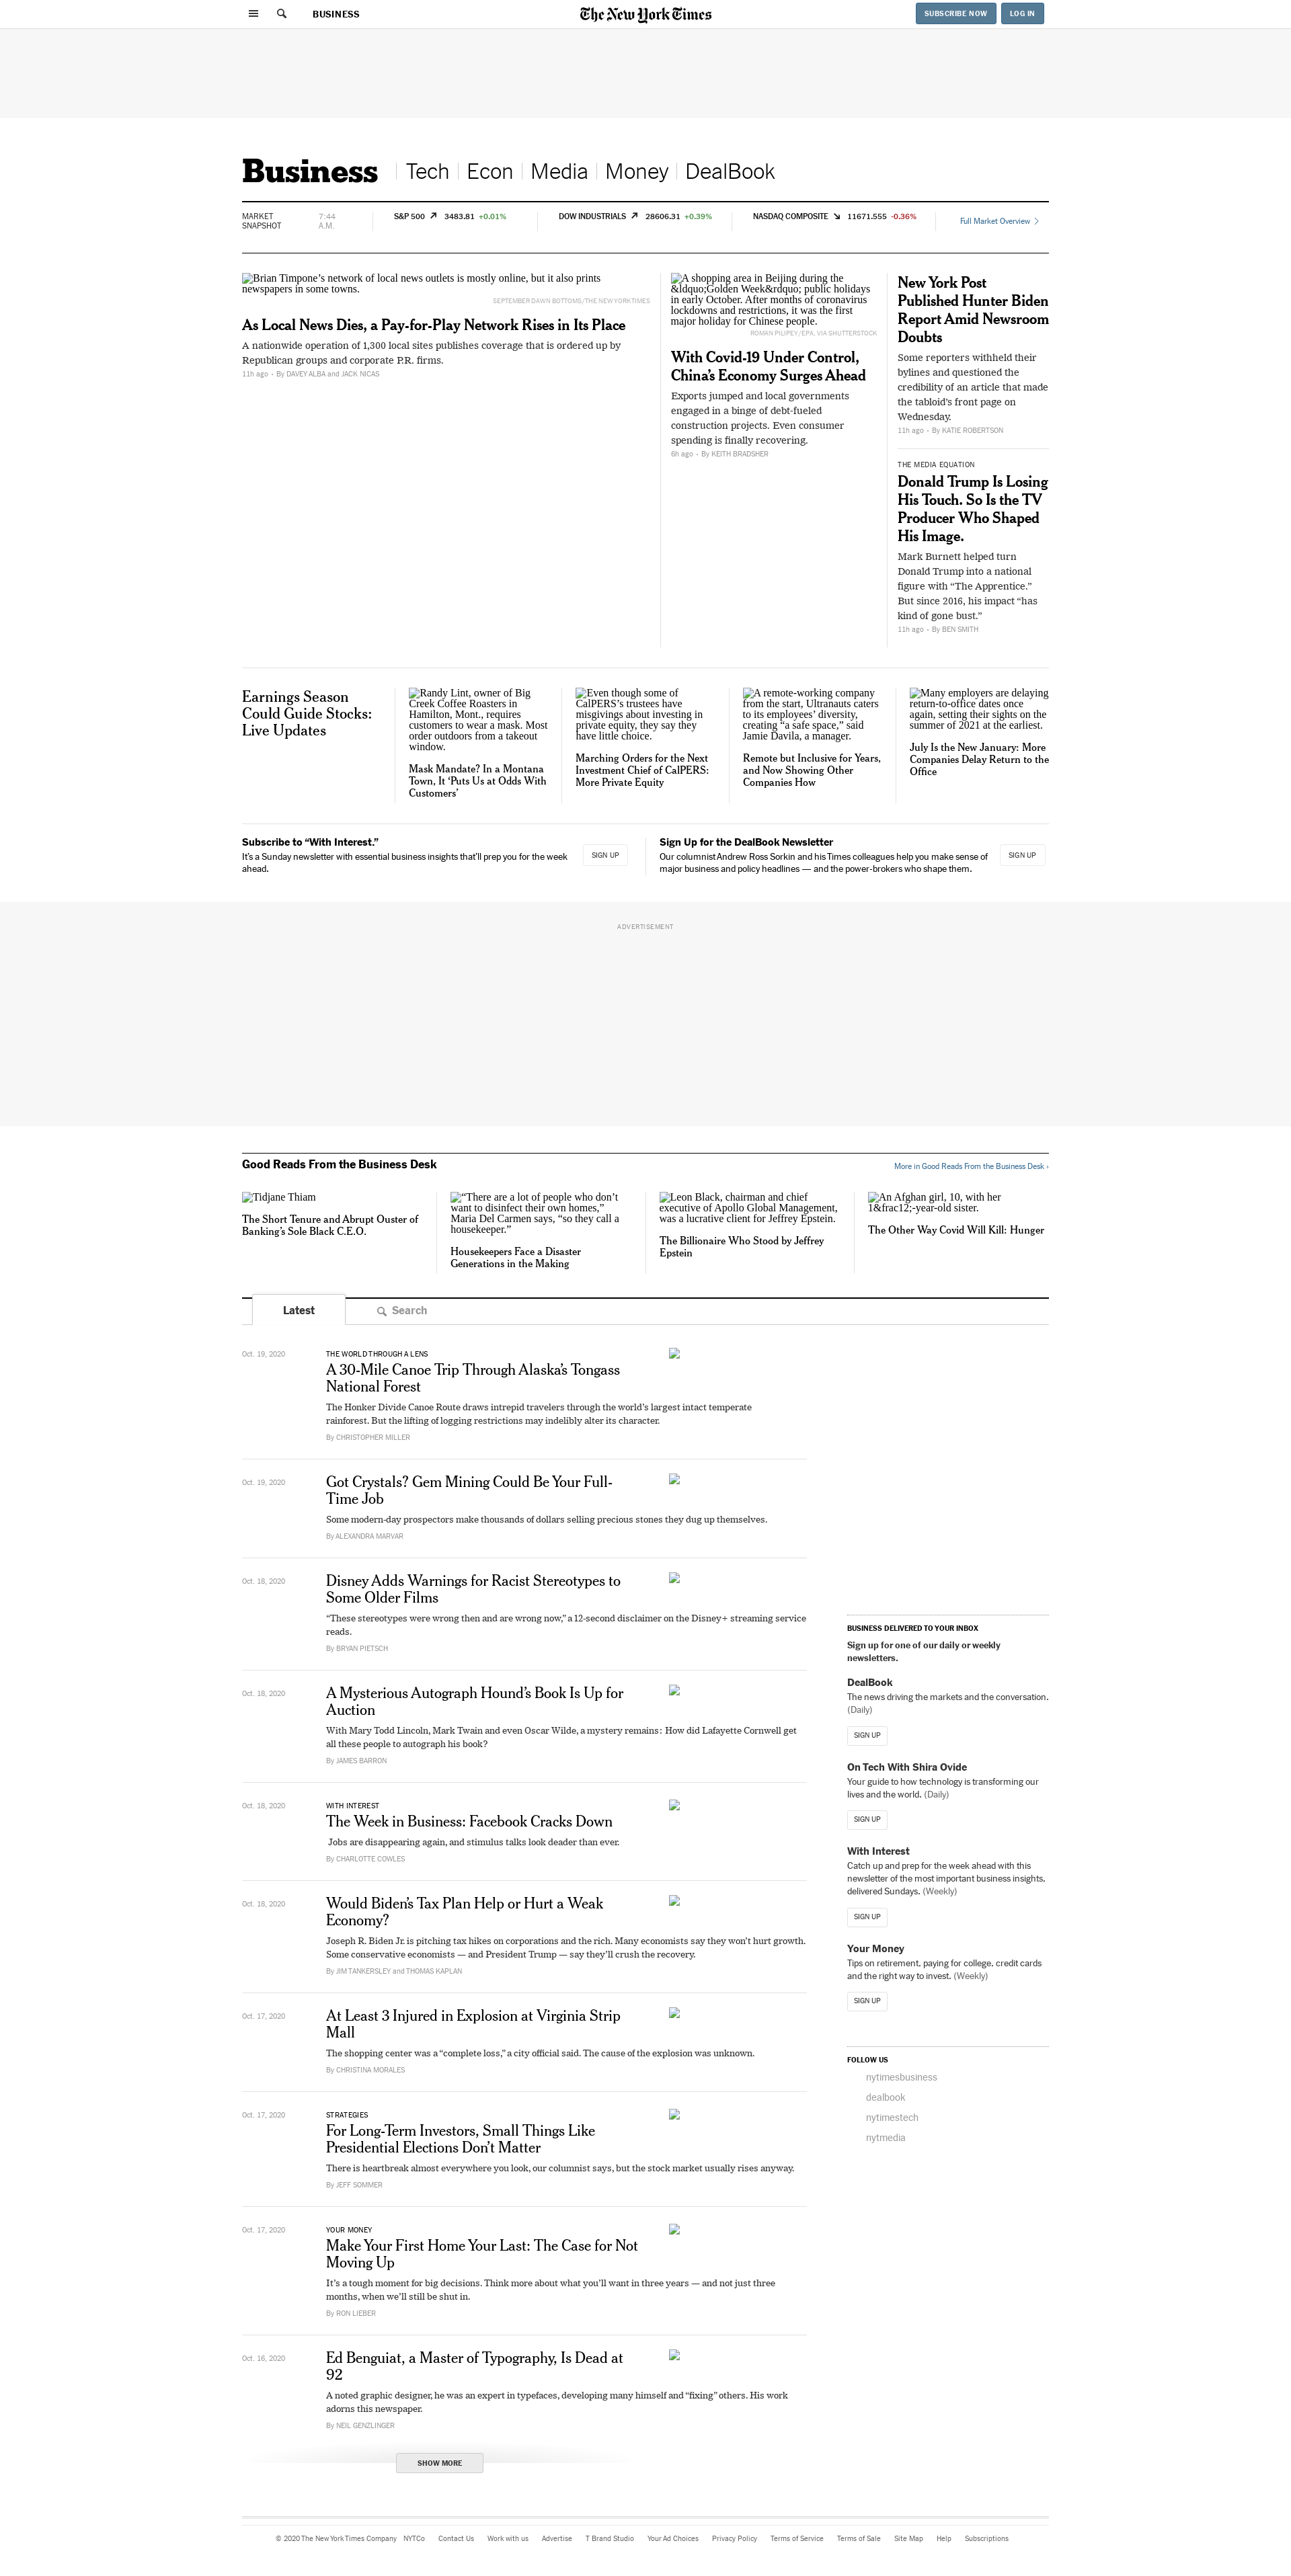 BUSINESS
The New York Times
SUBSCRIBE NOW
LOG IN
Business
Tech
Econ
Media
Money
DealBook
MARKET
SNAPSHOT
7:44
A.M.
S&P 500 3483.81 +0.01%
DOW INDUSTRIALS 28606.31 +0.39%
NASDAQ COMPOSITE 11671.555 -0.36%
Full Market Overview
Brian Timpone’s network of local news outlets is mostly online, but it also prints
newspapers in some towns.
SEPTEMBER DAWN BOTTOMS/THE NEW YORK TIMES
As Local News Dies, a Pay-for-Play Network Rises in Its Place
A nationwide operation of 1,300 local sites publishes coverage that is ordered up by
Republican groups and corporate P.R. firms.
11h ago • By DAVEY ALBA and JACK NICAS
A shopping area in Beijing during the
&ldquo;Golden Week&rdquo; public holidays
in early October. After months of coronavirus
lockdowns and restrictions, it was the first
major holiday for Chinese people.
ROMAN PILIPEY/EPA, VIA SHUTTERSTOCK
With Covid-19 Under Control,
China’s Economy Surges Ahead
Exports jumped and local governments
engaged in a binge of debt-fueled
construction projects. Even consumer
spending is finally recovering.
6h ago • By KEITH BRADSHER
New York Post
Published Hunter Biden
Report Amid Newsroom
Doubts
Some reporters withheld their
bylines and questioned the
credibility of an article that made
the tabloid’s front page on
Wednesday.
11h ago • By KATIE ROBERTSON
THE MEDIA EQUATION
Donald Trump Is Losing
His Touch. So Is the TV
Producer Who Shaped
His Image.
Mark Burnett helped turn
Donald Trump into a national
figure with “The Apprentice.”
But since 2016, his impact “has
kind of gone bust.”
11h ago • By BEN SMITH
Earnings Season
Could Guide Stocks:
Live Updates
Randy Lint, owner of Big
Creek Coffee Roasters in
Hamilton, Mont., requires
customers to wear a mask. Most
order outdoors from a takeout
window.
Mask Mandate? In a Montana
Town, It ‘Puts Us at Odds With
Customers’
Even though some of
CalPERS’s trustees have
misgivings about investing in
private equity, they say they
have little choice.
Marching Orders for the Next
Investment Chief of CalPERS:
More Private Equity
A remote-working company
from the start, Ultranauts caters
to its employees’ diversity,
creating “a safe space,” said
Jamie Davila, a manager.
Remote but Inclusive for Years,
and Now Showing Other
Companies How
Many employers are delaying
return-to-office dates once
again, setting their sights on the
summer of 2021 at the earliest.
July Is the New January: More
Companies Delay Return to the
Office
Subscribe to “With Interest.”
It’s a Sunday newsletter with essential business insights that’ll prep you for the week
ahead.
SIGN UP
Sign Up for the DealBook Newsletter
Our columnist Andrew Ross Sorkin and his Times colleagues help you make sense of
major business and policy headlines — and the power-brokers who shape them.
SIGN UP
ADVERTISEMENT
Good Reads From the Business Desk
More in Good Reads From the Business Desk ›
Tidjane Thiam
The Short Tenure and Abrupt Ouster of
Banking’s Sole Black C.E.O.
“There are a lot of people who don’t
want to disinfect their own homes,”
Maria Del Carmen says, “so they call a
housekeeper.”
Housekeepers Face a Disaster
Generations in the Making
Leon Black, chairman and chief
executive of Apollo Global Management,
was a lucrative client for Jeffrey Epstein.
The Billionaire Who Stood by Jeffrey
Epstein
An Afghan girl, 10, with her
1&frac12;-year-old sister.
The Other Way Covid Will Kill: Hunger
Latest
Search
Oct. 19, 2020
THE WORLD THROUGH A LENS
A 30-Mile Canoe Trip Through Alaska’s Tongass
National Forest
The Honker Divide Canoe Route draws intrepid travelers through the world’s largest intact temperate
rainforest. But the lifting of logging restrictions may indelibly alter its character.
By CHRISTOPHER MILLER
Oct. 19, 2020
Got Crystals? Gem Mining Could Be Your Full-
Time Job
Some modern-day prospectors make thousands of dollars selling precious stones they dug up themselves.
By ALEXANDRA MARVAR
Oct. 18, 2020
Disney Adds Warnings for Racist Stereotypes to
Some Older Films
“These stereotypes were wrong then and are wrong now,” a 12-second disclaimer on the Disney+ streaming service
reads.
By BRYAN PIETSCH
Oct. 18, 2020
A Mysterious Autograph Hound’s Book Is Up for
Auction
With Mary Todd Lincoln, Mark Twain and even Oscar Wilde, a mystery remains: How did Lafayette Cornwell get
all these people to autograph his book?
By JAMES BARRON
Oct. 18, 2020
WITH INTEREST
The Week in Business: Facebook Cracks Down
Jobs are disappearing again, and stimulus talks look deader than ever.
By CHARLOTTE COWLES
Oct. 18, 2020
Would Biden’s Tax Plan Help or Hurt a Weak
Economy?
Joseph R. Biden Jr. is pitching tax hikes on corporations and the rich. Many economists say they won’t hurt growth.
Some conservative economists — and President Trump — say they’ll crush the recovery.
By JIM TANKERSLEY and THOMAS KAPLAN
Oct. 17, 2020
At Least 3 Injured in Explosion at Virginia Strip
Mall
The shopping center was a “complete loss,” a city official said. The cause of the explosion was unknown.
By CHRISTINA MORALES
Oct. 17, 2020
STRATEGIES
For Long-Term Investors, Small Things Like
Presidential Elections Don’t Matter
There is heartbreak almost everywhere you look, our columnist says, but the stock market usually rises anyway.
By JEFF SOMMER
Oct. 17, 2020
YOUR MONEY
Make Your First Home Your Last: The Case for Not
Moving Up
It’s a tough moment for big decisions. Think more about what you’ll want in three years — and not just three
months, when we’ll still be shut in.
By RON LIEBER
Oct. 16, 2020
Ed Benguiat, a Master of Typography, Is Dead at
92
A noted graphic designer, he was an expert in typefaces, developing many himself and “fixing” others. His work
adorns this newspaper.
By NEIL GENZLINGER
SHOW MORE
BUSINESS DELIVERED TO YOUR INBOX
Sign up for one of our daily or weekly
newsletters.
DealBook
The news driving the markets and the conversation.
(Daily)
SIGN UP
On Tech With Shira Ovide
Your guide to how technology is transforming our
lives and the world. (Daily)
SIGN UP
With Interest
Catch up and prep for the week ahead with this
newsletter of the most important business insights,
delivered Sundays. (Weekly)
SIGN UP
Your Money
Tips on retirement, paying for college, credit cards
and the right way to invest. (Weekly)
SIGN UP
FOLLOW US
nytimesbusiness
dealbook
nytimestech
nytmedia
© 2020 The New York Times Company NYTCo Contact Us Work with us Advertise T Brand Studio Your Ad Choices Privacy Policy Terms of Service Terms of Sale Site Map Help Subscriptions